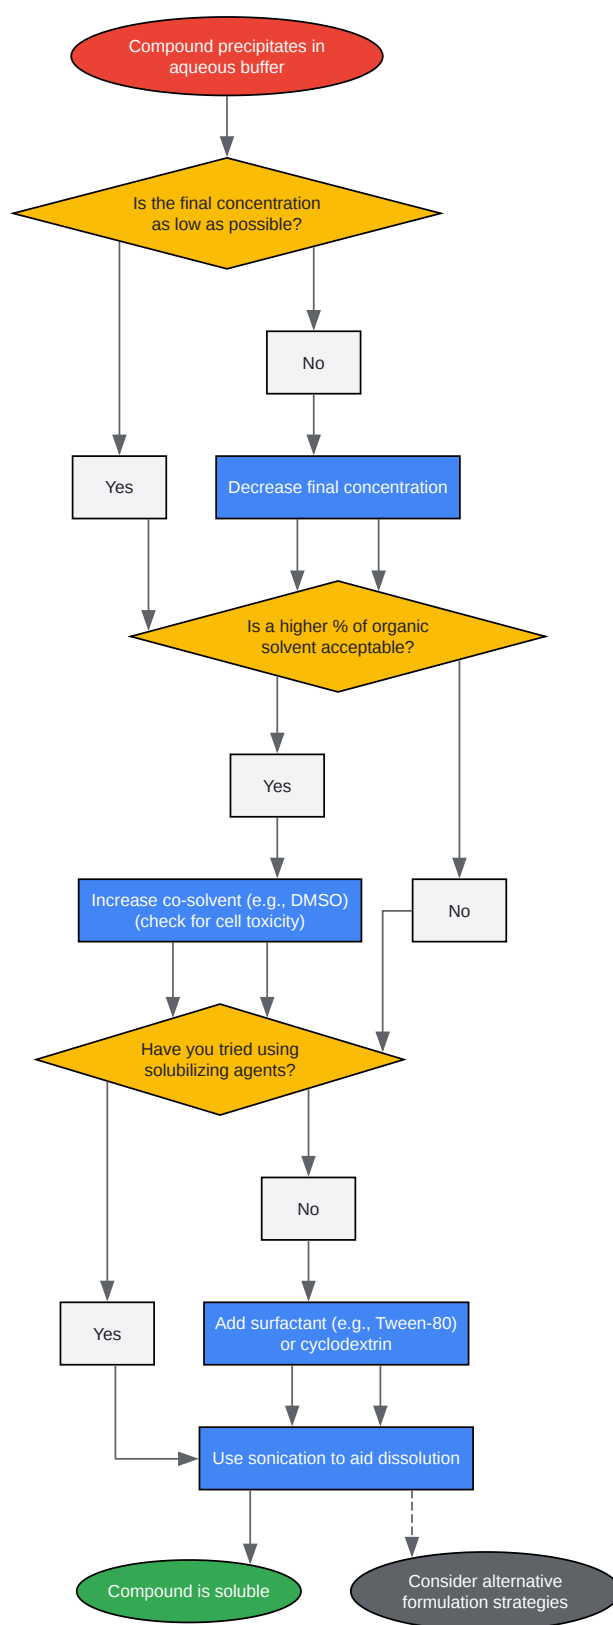 Compound precipitates in
aqueous buffer
Is the final concentration
as low as possible?
No
Yes
Decrease final concentration
Is a higher % of organic
solvent acceptable?
Yes
Increase co-solvent (e.g., DMSO)
(check for cell toxicity)
No
Have you tried using
solubilizing agents?
No
Yes
Add surfactant (e.g., Tween-80)
or cyclodextrin
Use sonication to aid dissolution
Compound is soluble
Consider alternative
formulation strategies